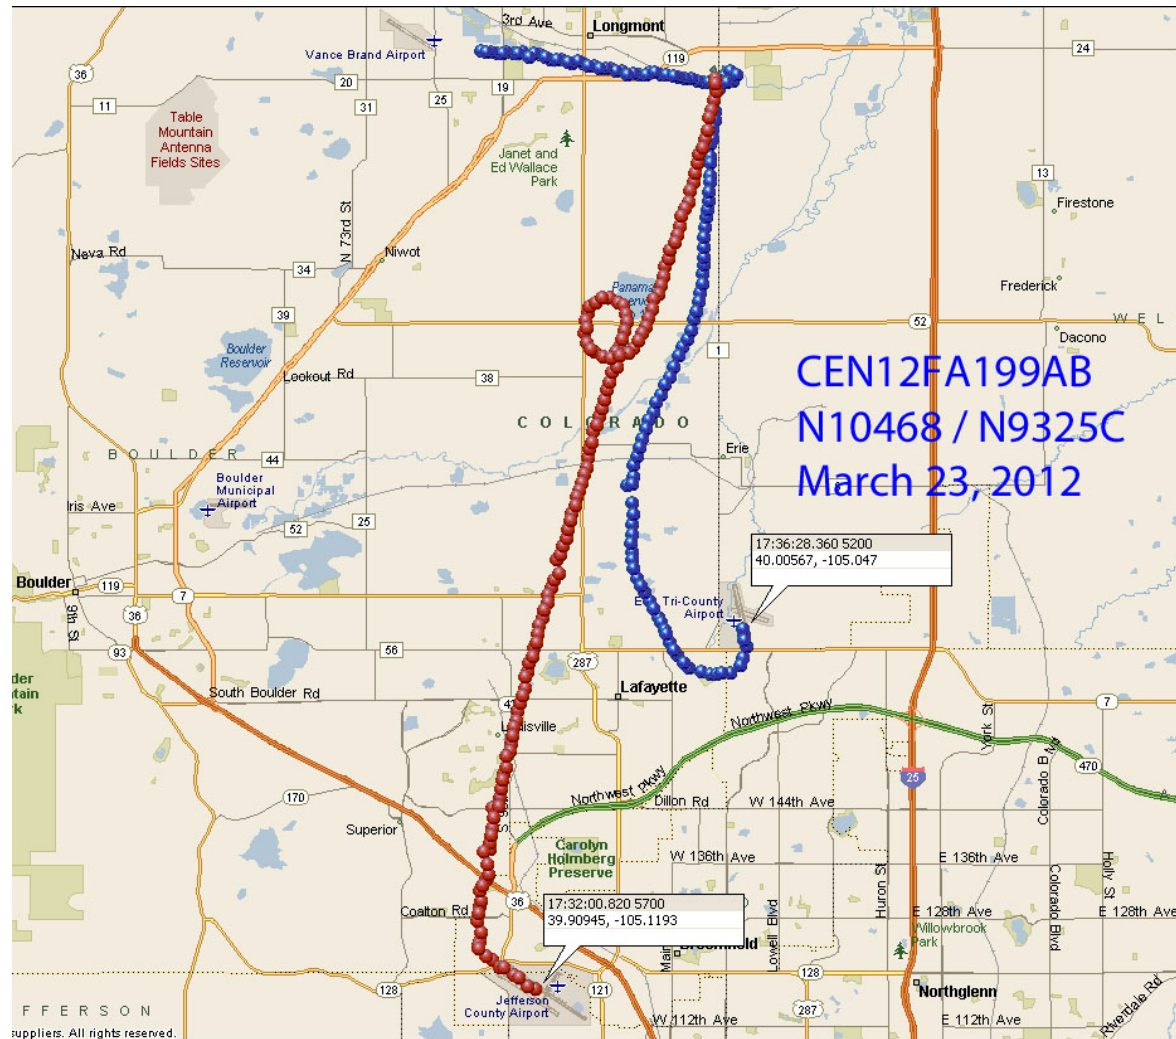 3rd Ave
Longmont
24
Vance Brand Airport
119
36
20
19
11
31
25
Table
Mountain
Antenna
Fields Sites
Janet and
Ed Wallace
Park
13
Firestone
N 73rd St
Neva Rd
Niwot
34
Frederick
Panama
39
52
W E L
Boulder
Reservoir
1
Dacono
Lookout Rd
38
CEN12FA199AB
C O L O R A D O
N10468 / N9325C
B O U L D E R
44
Erie
Boulder
Municipal
Airport
March 23, 2012
Iris Ave
25
52
17:36:28.360 5200
40.00567, -105.047
Boulder
119
7
Tri-County
Airport
9th St
36
93
56
287
South Boulder Rd
Lafayette
7
Louisville
Northwest Pkwy
York St
470
25
Northwest Pkwy
170
Dillon Rd
W 144th Ave
Superior
Colorado Blvd
Carolyn
Holmberg
Preserve
W 136th Ave
E 136th Ave
Huron St
Holly St
36
17:32:00.820 5700
39.90945, -105.1193
Coalton Rd
Lowell Blvd
E 128th Ave
Willowbrook
Park
Main
Broomfield
128
128
Jefferson
County Airport
121
Northglenn
287
F F E R S O N
W 112th Ave
E 112th Ave
Riverdale Rd
suppliers. All rights reserved.